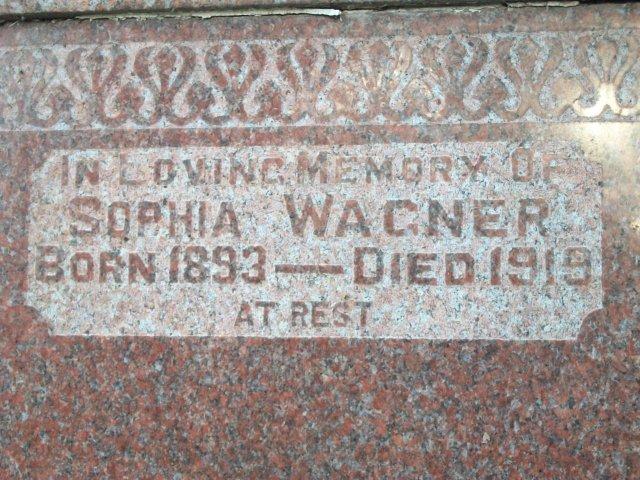 IN LOVING MEMORY OF
SOPHIA WAGNER
BORN 1893 — DIED 1919
AT REST